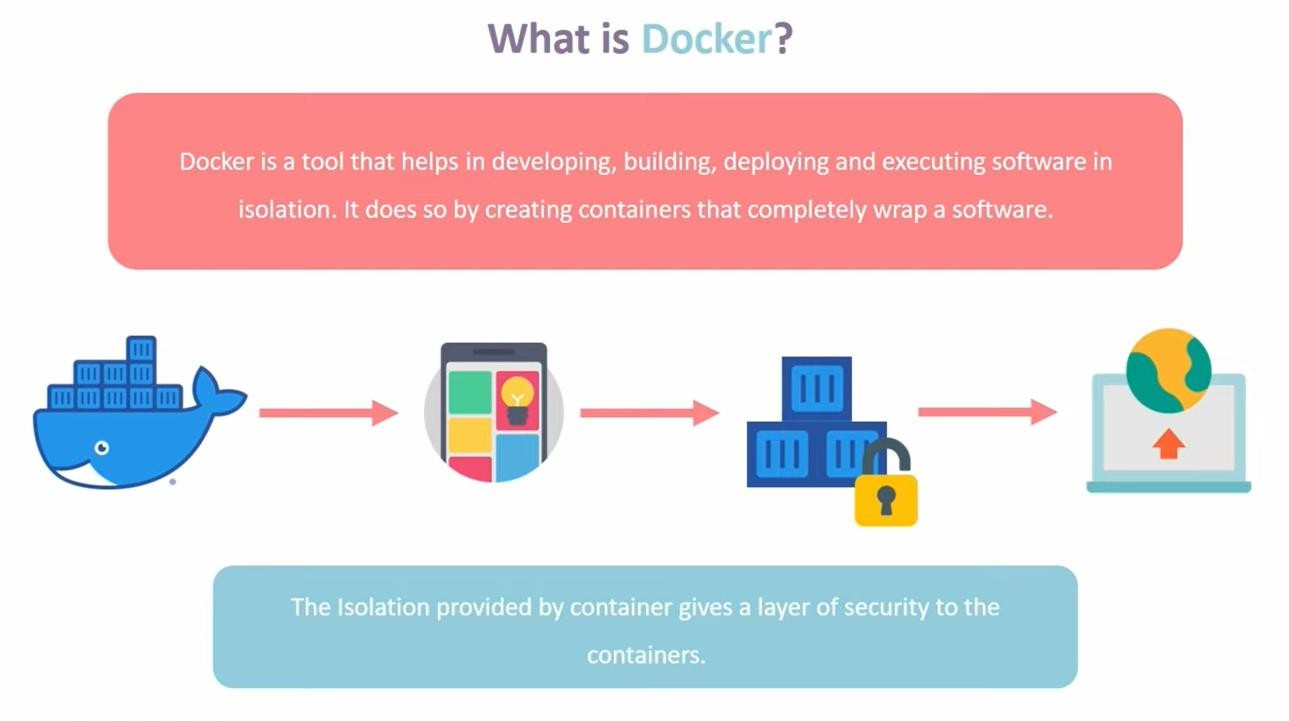 What is Docker?
Docker is a tool that helps in developing, building, deploying and executing software in
isolation. It does so by creating containers that completely wrap a software.
The Isolation provided by container gives a layer of security to the
containers.